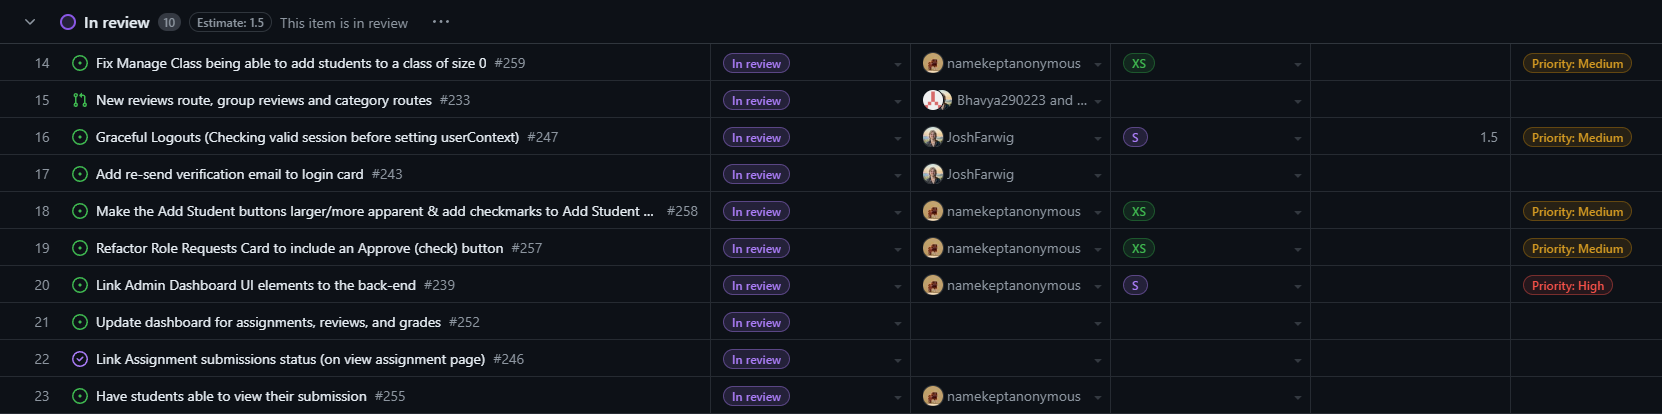 In review 10 Estimate: 1.5 This item is in review ...
14 Fix Manage Class being able to add students to a class of size 0 #259 In review namekeptanonymous XS Priority: Medium
15 New reviews route, group reviews and category routes #233 In review Bhavya290223 and ...
16 Graceful Logouts (Checking valid session before setting userContext) #247 In review JoshFarwig S 1.5 Priority: Medium
17 Add re-send verification email to login card #243 In review JoshFarwig
18 Make the Add Student buttons larger/more apparent & add checkmarks to Add Student ... #258 In review namekeptanonymous XS Priority: Medium
19 Refactor Role Requests Card to include an Approve (check) button #257 In review namekeptanonymous XS Priority: Medium
20 Link Admin Dashboard UI elements to the back-end #239 In review namekeptanonymous S Priority: High
21 Update dashboard for assignments, reviews, and grades #252 In review
22 Link Assignment submissions status (on view assignment page) #246 In review
23 Have students able to view their submission #255 In review namekeptanonymous